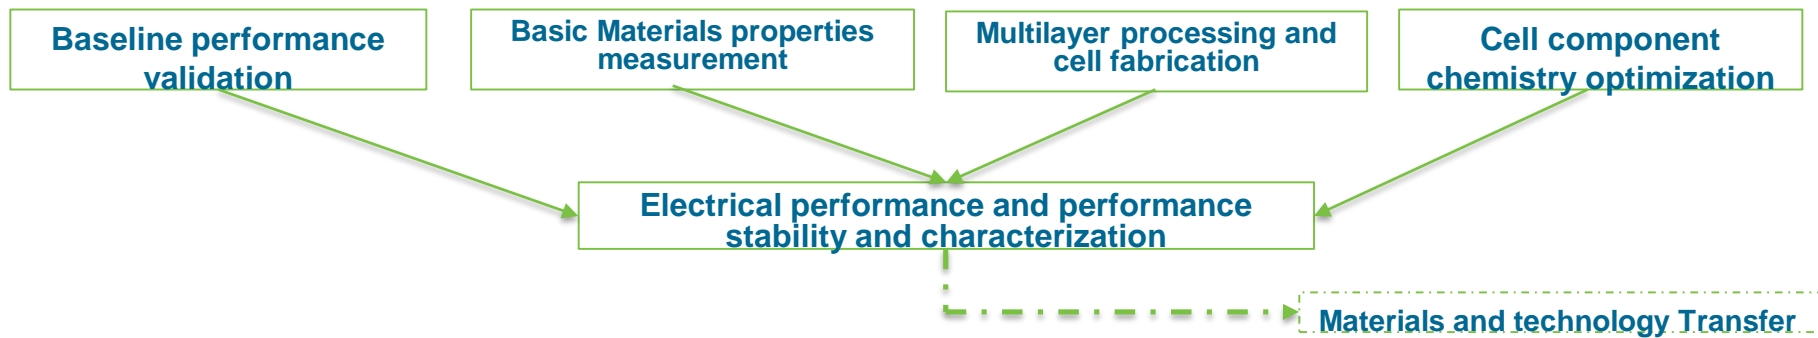 Baseline performance
validation
Basic Materials properties
measurement
Multilayer processing and
cell fabrication
Cell component
chemistry optimization
Electrical performance and performance
stability and characterization
Materials and technology Transfer